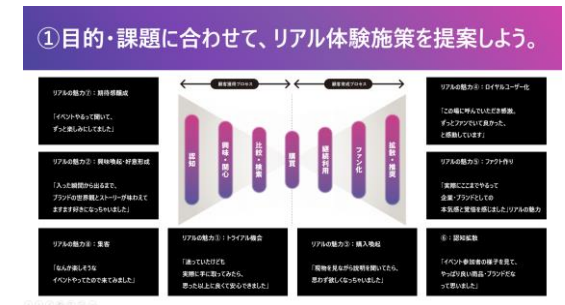 ①目的・課題に合わせて、リアル体験施策を提案しよう。
リアルの魅力⑦：期待感醸成
「イベントやるって聞いて、
ずっと楽しみにしてました」
リアルの魅力②：興味喚起・好意形成
「入った瞬間から出るまで、
ブランドの世界観とストーリーが味わえて
ますます好きになっちゃいました」
リアルの魅力⑧：集客
「なんか楽しそうな
イベントやってたので来てみました」
顧客獲得プロセス
顧客育成プロセス
認知
興味・関心
比較・検索
購買
継続利用
ファン化
拡散・推奨
リアルの魅力①：トライアル機会
「迷っていたけども
実際に手に取ってみたら、
思った以上に良くて安心できました」
リアルの魅力③：購入喚起
「現物を見ながら説明を聞いてたら、
思わず欲しくなっちゃいました」
リアルの魅力④：ロイヤルユーザー化
「この場に呼んでいただき感激。
ずっとファンでいて良かった、
と感動しています」
リアルの魅力⑤：ファクト作り
「実際にここまでやるって
企業・ブランドとしての
本気感と覚悟を感じました」リアルの魅力
⑥：認知拡散
「イベント参加者の様子を見て、
やっぱり良い商品・ブランドだな
って思いました」